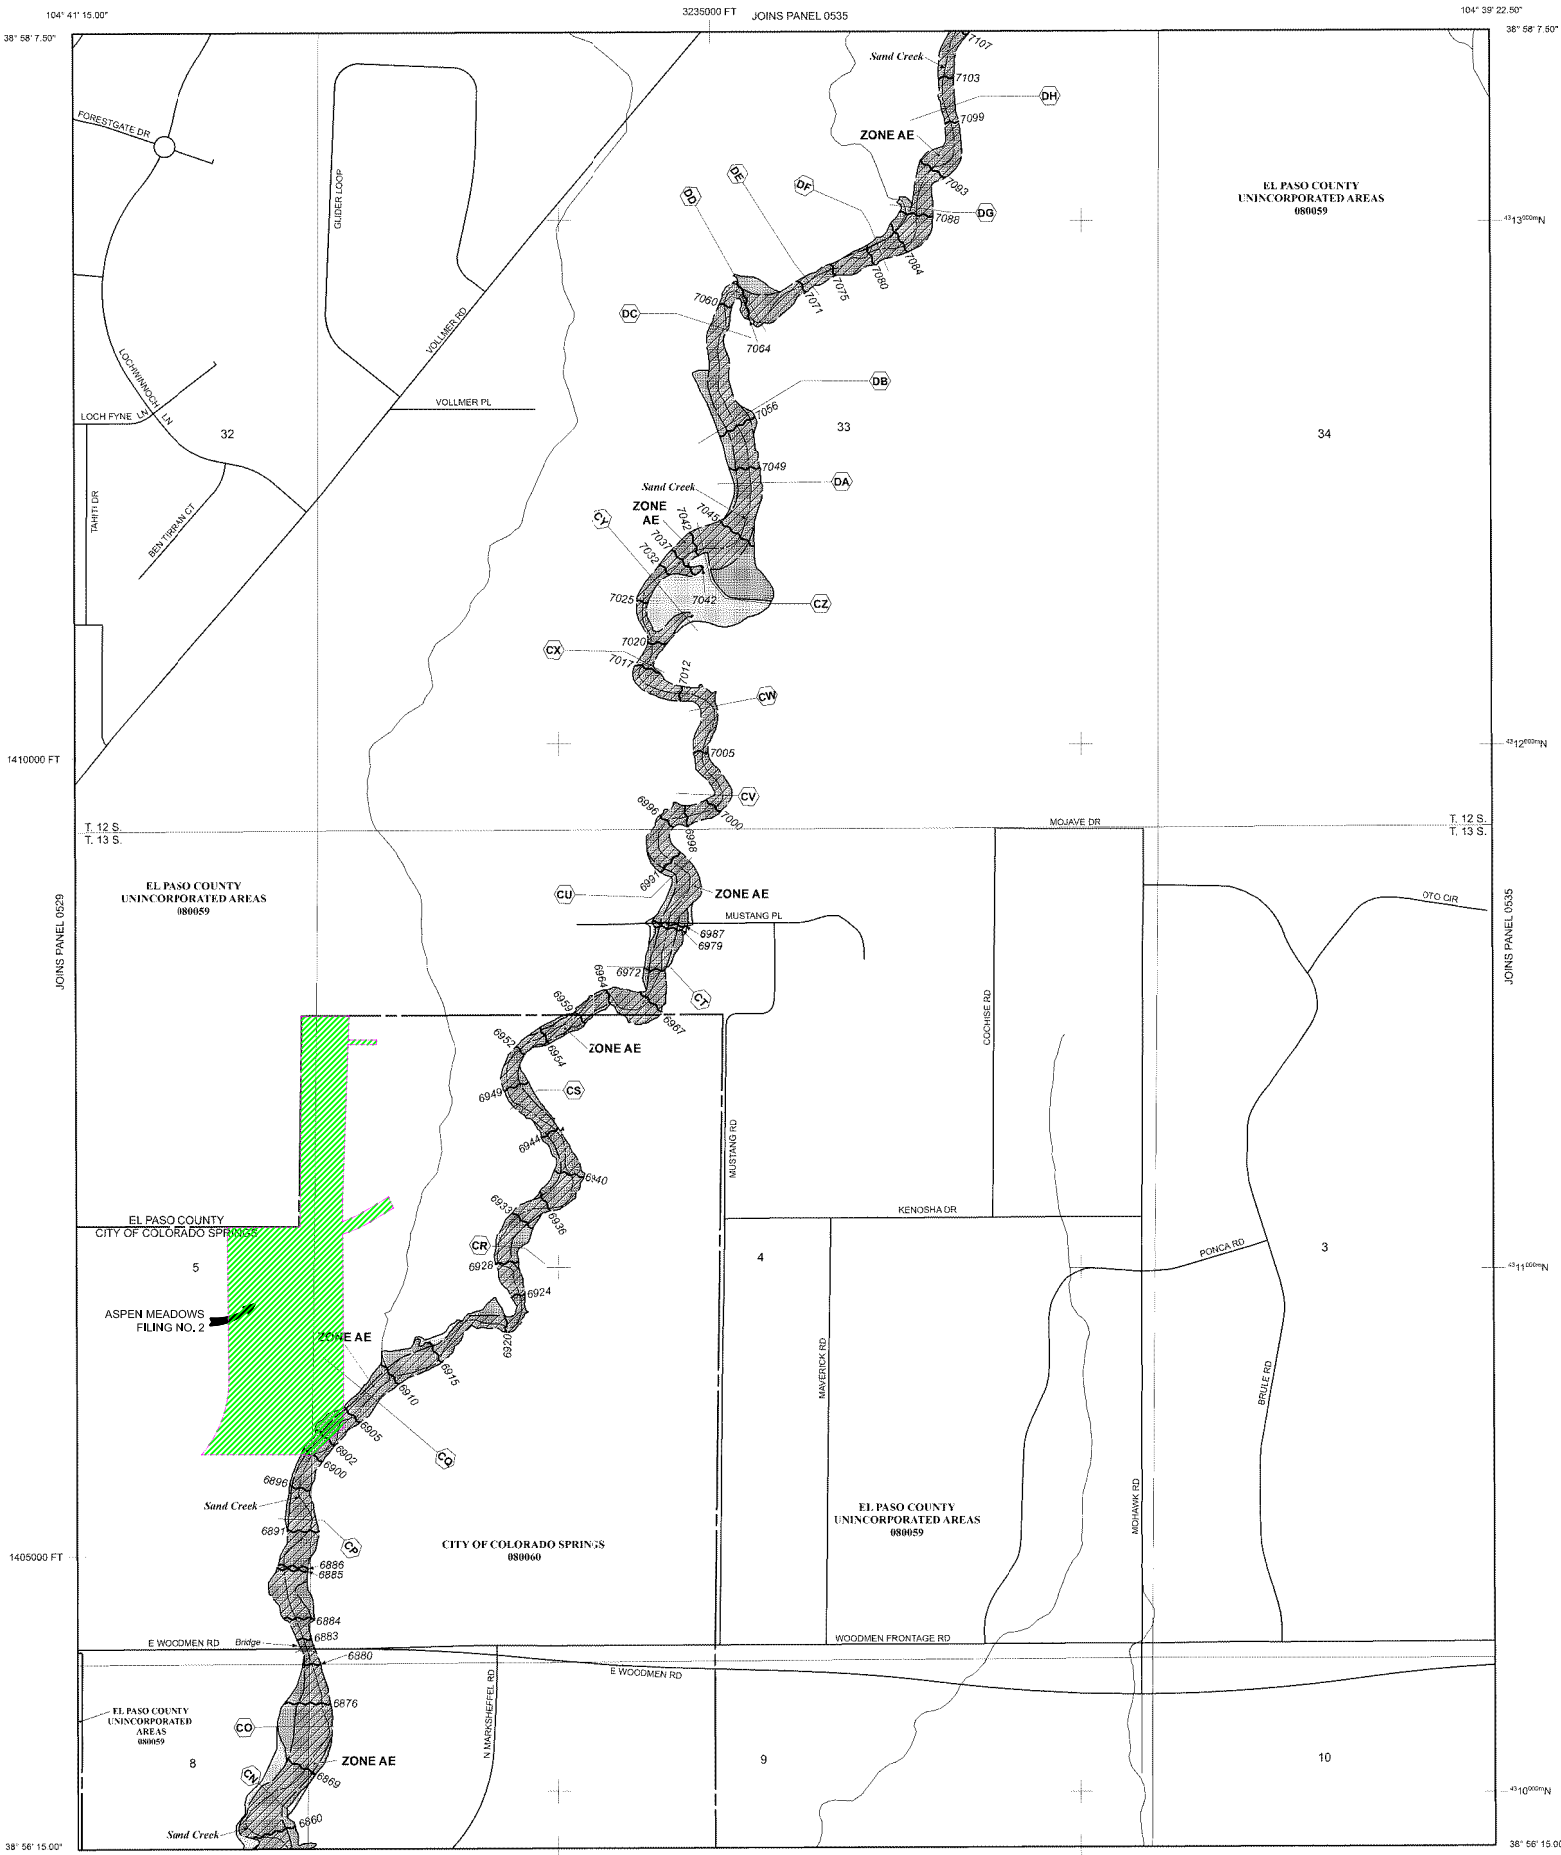 104° 41' 15.00"
3235000 FT
JOINS PANEL 0535
104° 39' 22.50"
38° 58' 7.50"
38° 58' 7.50"
7107
Sand Creek
7103
DH
7099
FORESTGATE DR
ZONE AE
DE
DF
DD
7093
GLIDER LOOP
EL PASO COUNTY
UNINCORPORATED AREAS
080059
DG
7088
4313000mN
7084
7080
7075
7071
7060
DC
7064
VOLLMER RD
LOCHWINNOCH LN
DB
VOLLMER PL
7056
LOCH FYNE LN
32
33
34
7049
Sand Creek
DA
TAHITI DR
ZONE
AE
7045
7042
CY
7037
BEN TIRRAN CT
7032
7025
7042
CZ
7020
CX
7017
7012
CW
7005
4312000mN
1410000 FT
CV
6996
7000
MOJAVE DR
T. 12 S.
T. 13 S.
T. 12 S.
T. 13 S.
6998
6991
EL PASO COUNTY
UNINCORPORATED AREAS
080059
CU
ZONE AE
OTO CIR
MUSTANG PL
6987
6979
JOINS PANEL 0529
JOINS PANEL 0535
6972
6964
CT
COCHISE RD
6959
6967
6952
6954
ZONE AE
6949
CS
6944
MUSTANG RD
6940
6933
6936
KENOSHA DR
EL PASO COUNTY
CITY OF COLORADO SPRINGS
CR
4
PONCA RD
3
5
6928
4311000mN
6924
ASPEN MEADOWS
FILING NO. 2
ZONE AE
6920
6915
MAVERICK RD
BRULE RD
6910
6905
6902
CQ
6900
6896
Sand Creek
EL PASO COUNTY
UNINCORPORATED AREAS
080059
MOHAWK RD
6891
CP
CITY OF COLORADO SPRINGS
080060
1405000 FT
6886
6885
6884
6883
E WOODMEN RD
Bridge
WOODMEN FRONTAGE RD
6880
E WOODMEN RD
N MARKSHEFFEL RD
6876
EL PASO COUNTY
UNINCORPORATED
AREAS
080059
CO
ZONE AE
8
9
10
CN
6869
4310000mN
6860
Sand Creek
38° 56' 15.00"
38° 56' 15.00